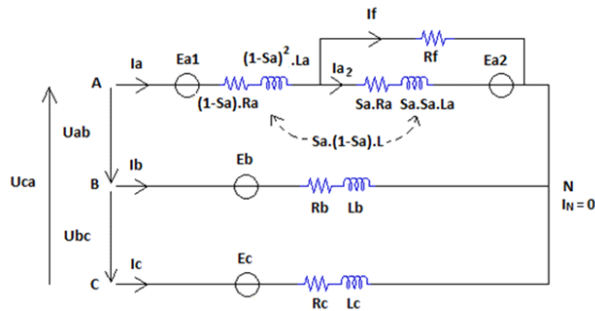 If
Rf
Ia
Ea1
(1-Sa)².La
Ia₂
Ea2
A
(1-Sa).Ra
Sa.Ra
Sa.Sa.La
Uab
Sa.(1-Sa).L
Uca
Ib
Eb
B
N
Rb
Lb
I_N = 0
Ubc
Ic
Ec
C
Rc
Lc